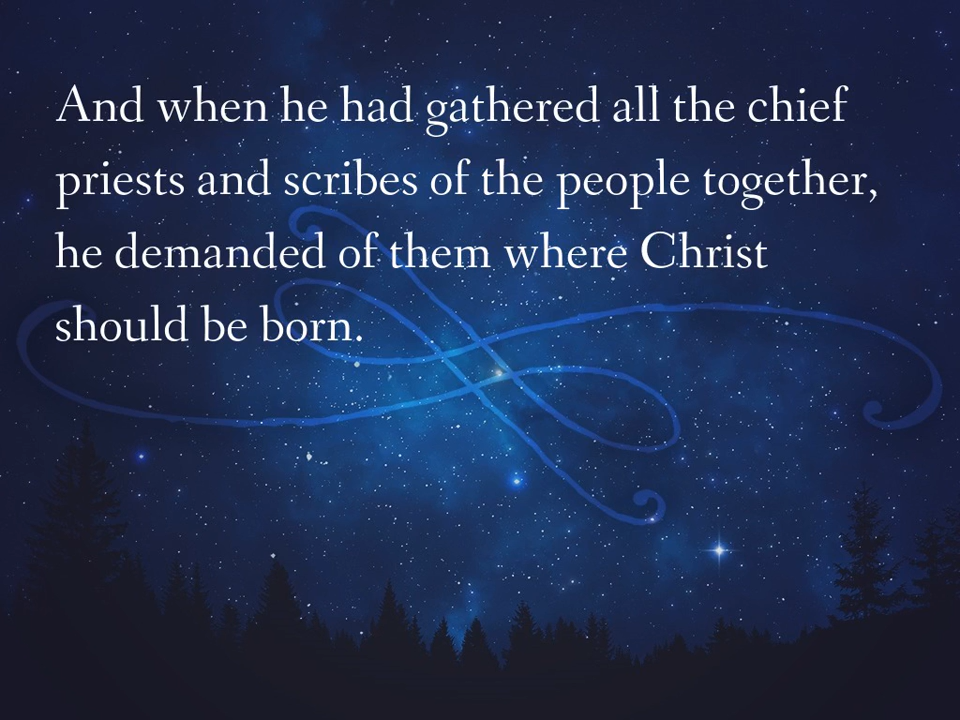 And when he had gathered all the chief
priests and scribes of the people together,
he demanded of them where Christ
should be born.